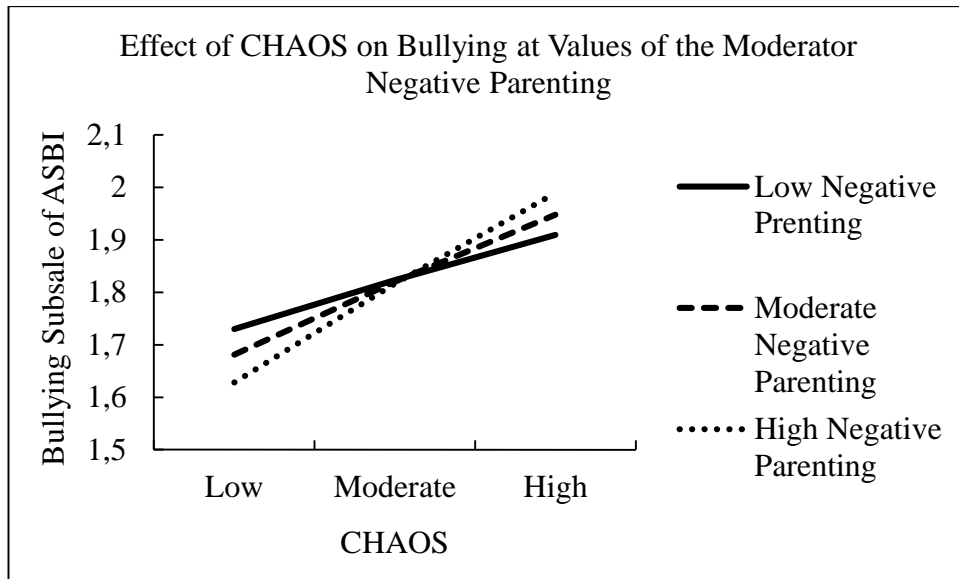 Effect of CHAOS on Bullying at Values of the Moderator
Negative Parenting
Bullying Subsale of ASBI
2,1
2
1,9
1,8
1,7
1,6
1,5
Low
Moderate
High
CHAOS
Low Negative
Prenting
Moderate
Negative
Parenting
High Negative
Parenting